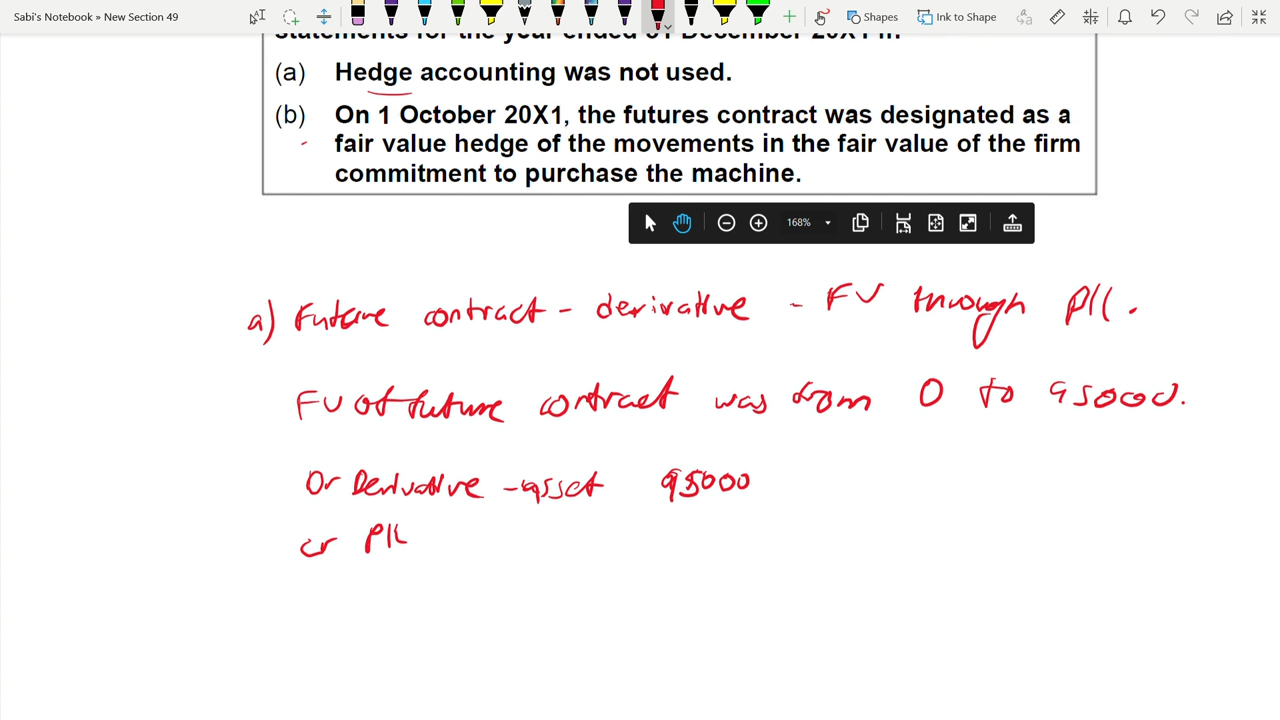 Sabi's Notebook » New Section 49
Shapes
Ink to Shape
statements for the year ended 31 December 20X1 if:
(a) Hedge accounting was not used.
(b) On 1 October 20X1, the futures contract was designated as a
fair value hedge of the movements in the fair value of the firm
commitment to purchase the machine.
168%
a) Future contract - derivative - FV through P/L.
FV of future contract was from 0 to 95000.
Dr Derivative - asset 95000
cr P/L